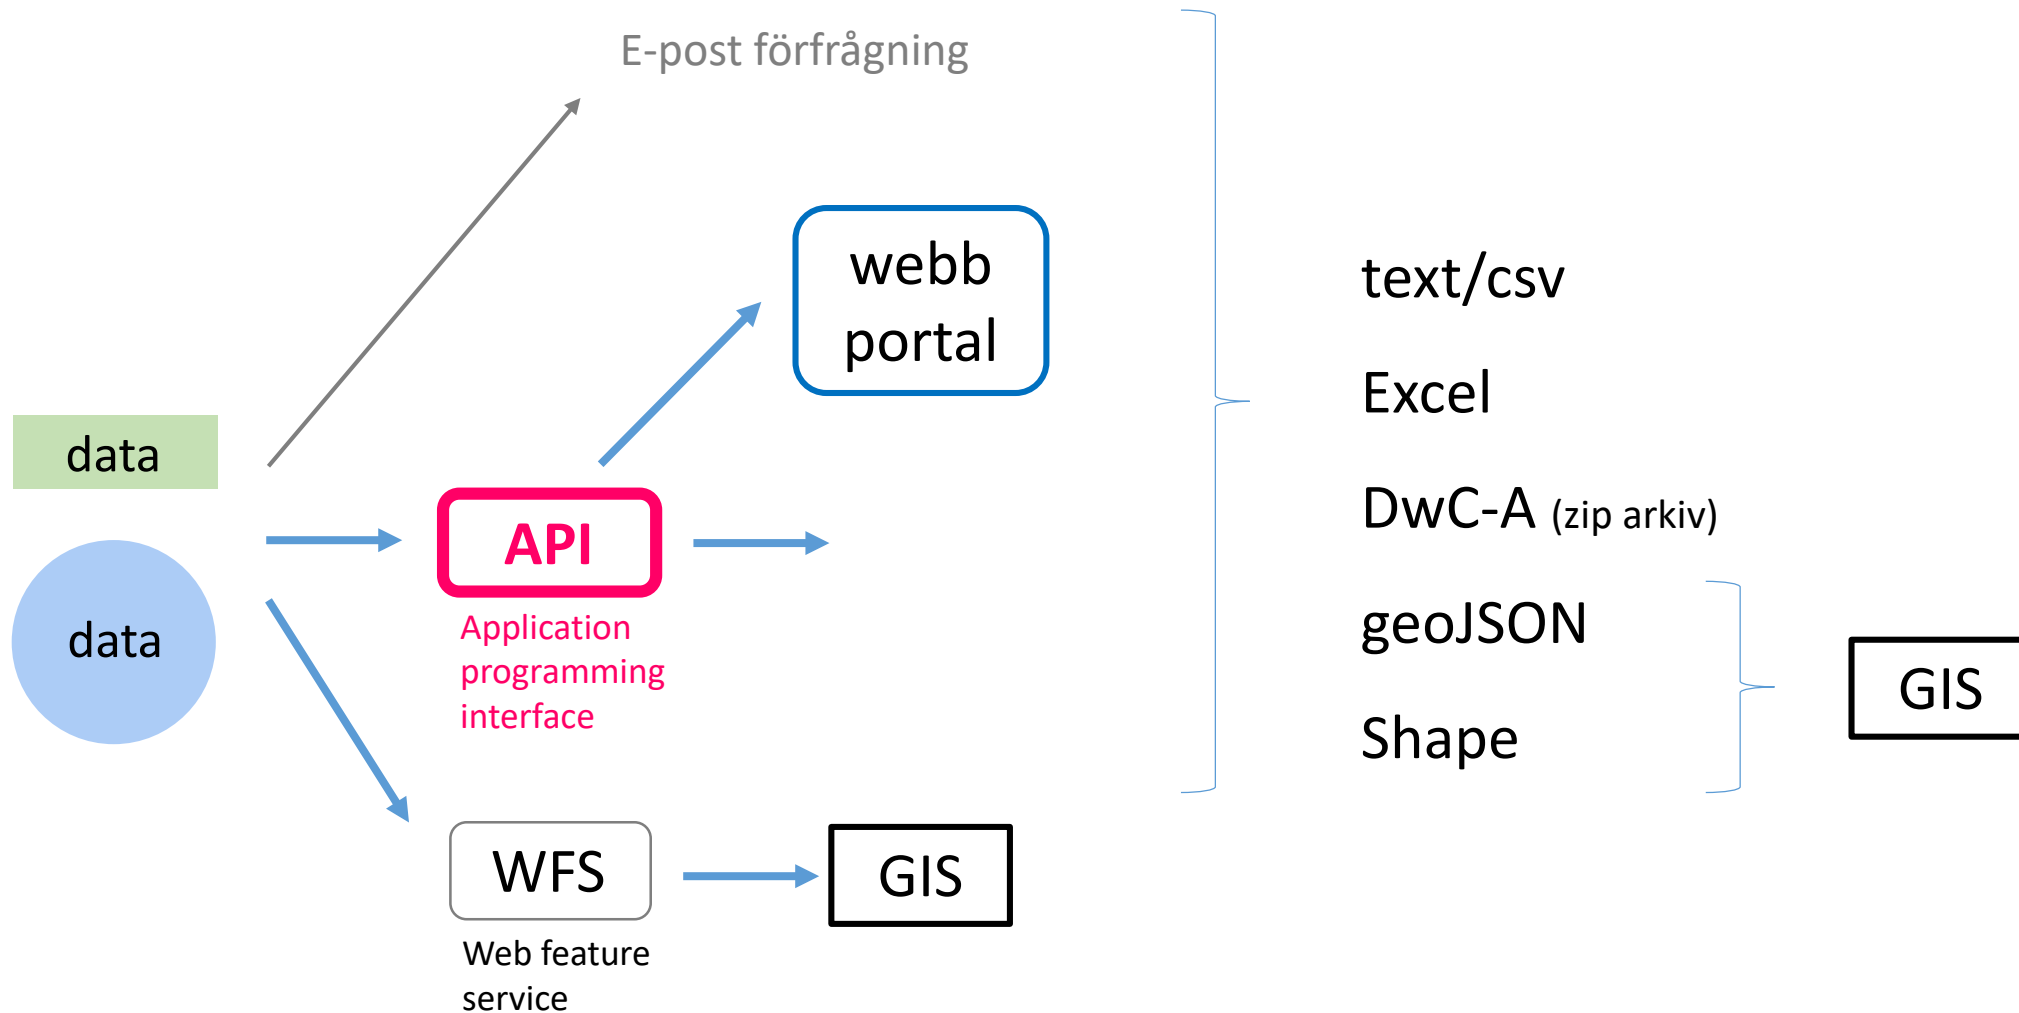 E-post förfrågning
webb
portal
data
data
API
Application
programming
interface
WFS
Web feature
service
GIS
text/csv
Excel
DwC-A (zip arkiv)
geoJSON
Shape
GIS